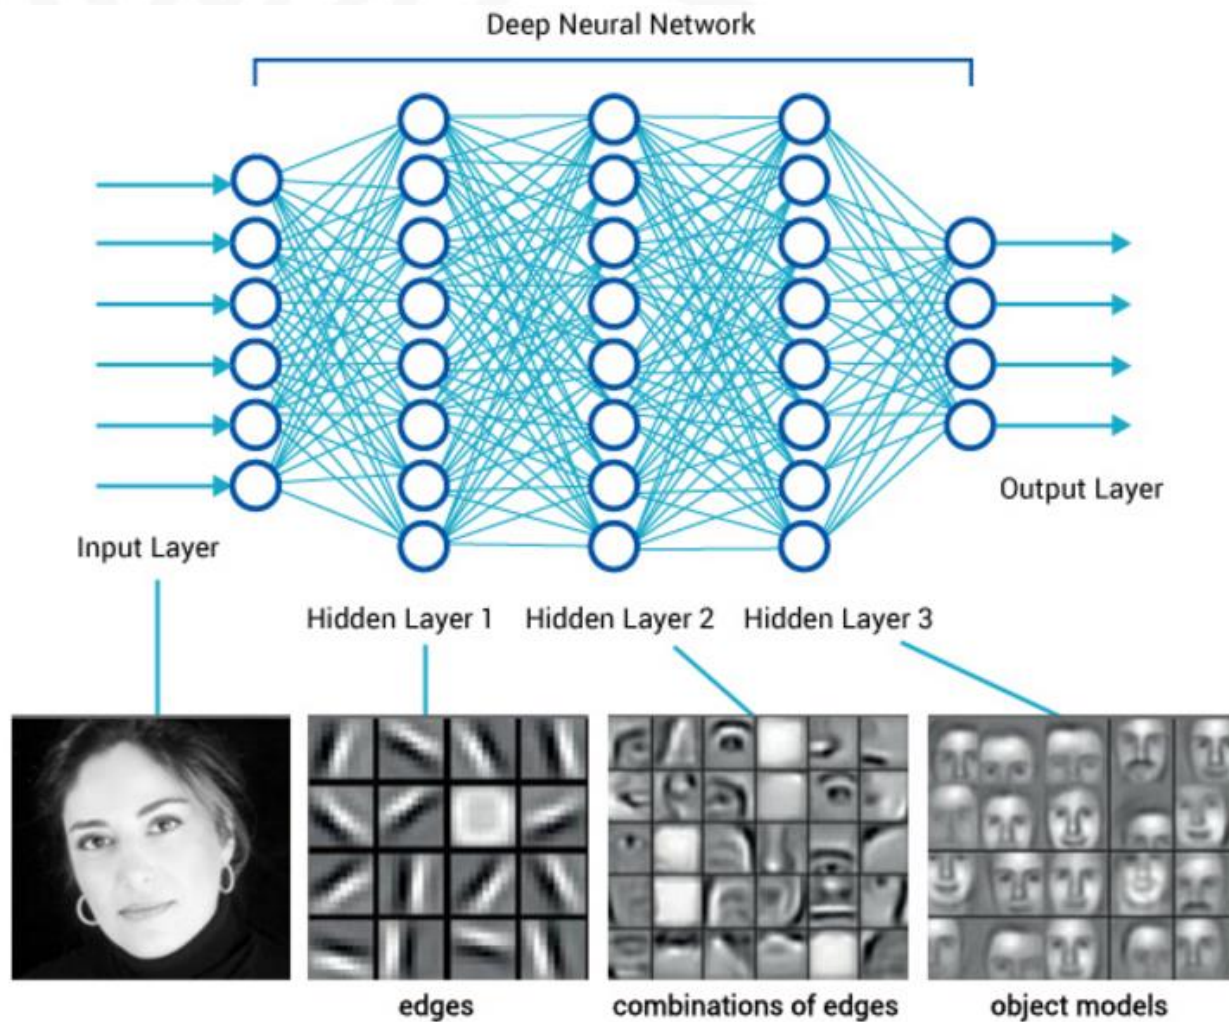 Deep Neural Network
Output Layer
Input Layer
Hidden Layer 1 Hidden Layer 2 Hidden Layer 3
edges combinations of edges object models